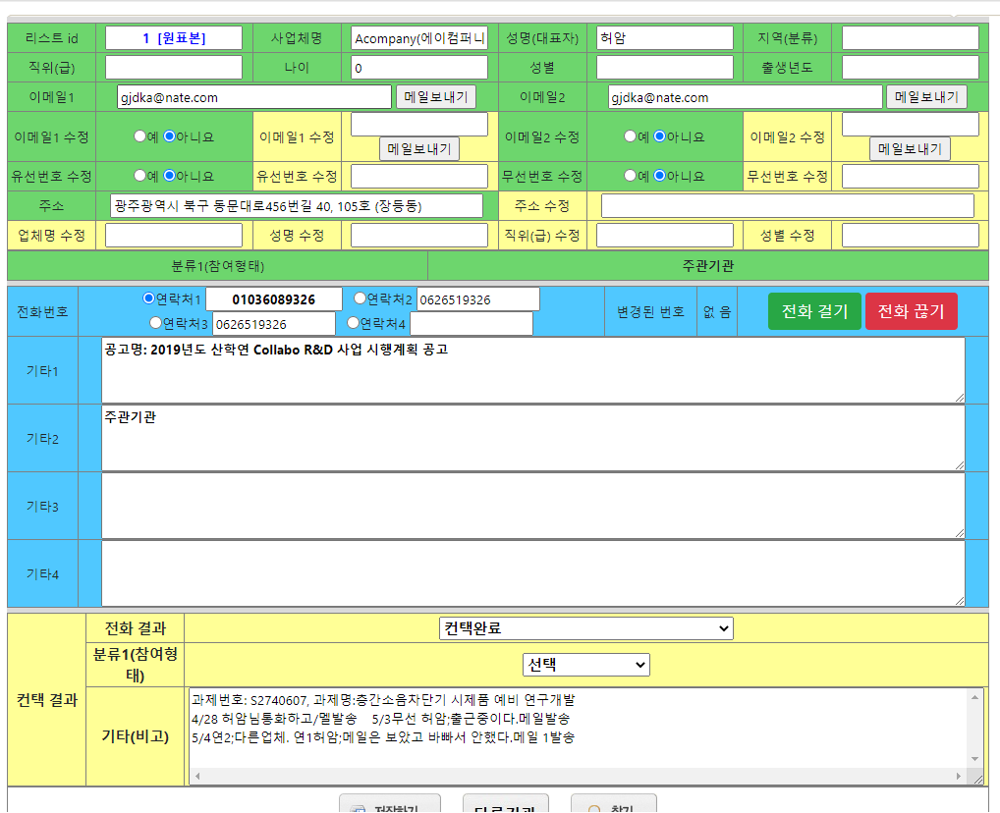 리스트 id 1 [원표본] 사업체명 Acompany(에이컴퍼니 성명(대표자) 허암 지역(분류)
직위(급) 나이 0 성별 출생년도
이메일1 gjdka@nate.com 메일보내기 이메일2 gjdka@nate.com 메일보내기
이메일1 수정 예 아니요 이메일1 수정 메일보내기 이메일2 수정 예 아니요 이메일2 수정 메일보내기
유선번호 수정 예 아니요 유선번호 수정 무선번호 수정 예 아니요 무선번호 수정
주소 광주광역시 북구 동문대로456번길 40, 105호 (장등동) 주소 수정
업체명 수정 성명 수정 직위(급) 수정 성별 수정
분류1(참여형태) 주관기관
전화번호 연락처1 01036089326 연락처2 0626519326 변경된 번호 없 음 전화 걸기 전화 끊기
연락처3 0626519326 연락처4
기타1 공고명: 2019년도 산학연 Collabo R&D 사업 시행계획 공고
기타2 주관기관
기타3
기타4
컨택 결과 전화 결과 컨택완료
분류1(참여형
태) 선택
기타(비고) 과제번호: S2740607, 과제명:층간소음차단기 시제품 예비 연구개발
4/28 허암님통화하고/멜발송 5/3무선 허암;출근중이다.메일발송
5/4연2;다른업체. 연1허암;메일은 보았고 바빠서 안했다.메일 1발송